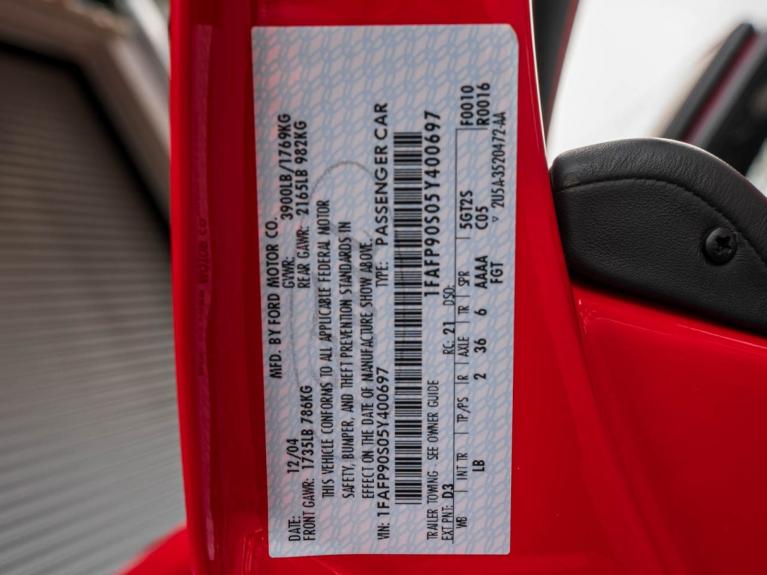 MFD. BY FORD MOTOR CO.
DATE: 12/04 GVWR: 3900LB/1769KG
FRONT GAWR: 1735LB 786KG REAR GAWR: 2165LB 982KG
THIS VEHICLE CONFORMS TO ALL APPLICABLE FEDERAL MOTOR
SAFETY, BUMPER, AND THEFT PREVENTION STANDARDS IN
EFFECT ON THE DATE OF MANUFACTURE SHOW ABOVE.
VIN: 1FAFP90S05Y400697 TYPE: PASSENGER CAR
1FAFP90S05Y400697
TRAILER TOWING - SEE OWNER GUIDE
EXT PNT: D3 RC: 21 DSO:
WB INT TR TP/PS R AXLE TR SPR 5GT2S F0010
LB 2 36 6 AAAA C05 R0016
FGT ▽ 2U5A-3520472-AA